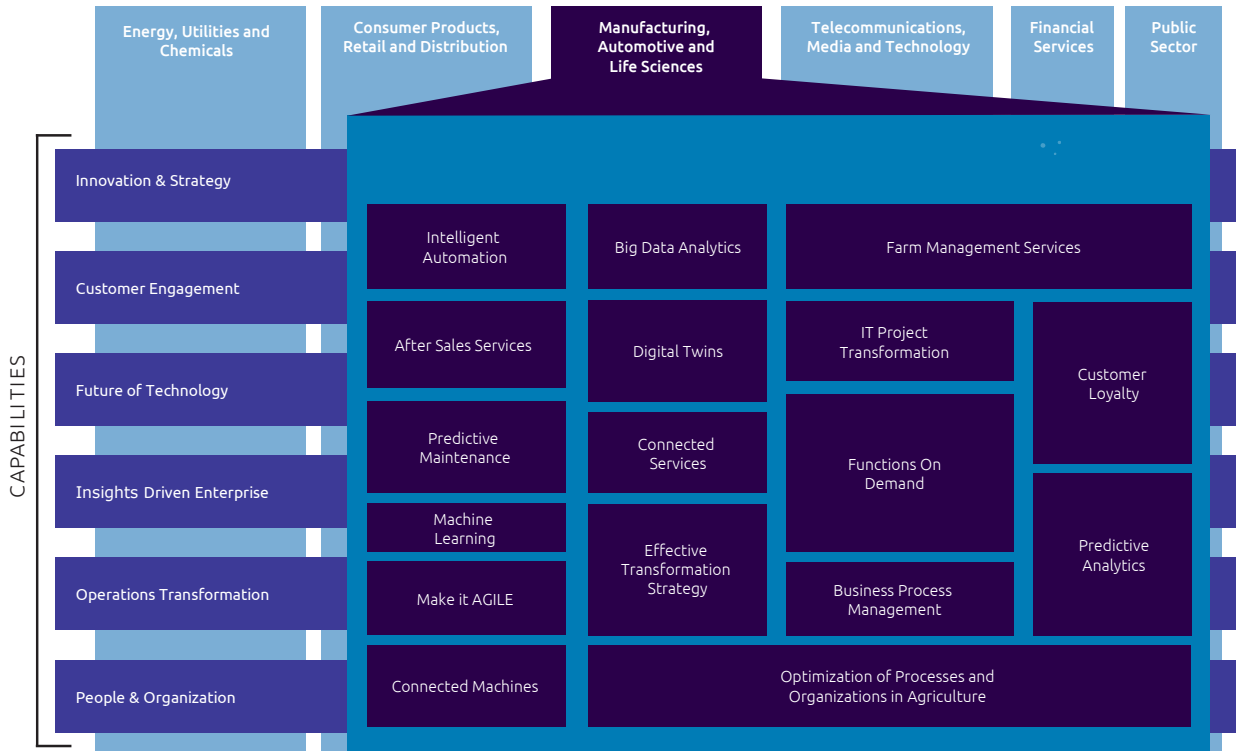 Energy, Utilities and
Chemicals
Consumer Products,
Retail and Distribution
Manufacturing,
Automotive and
Life Sciences
Telecommunications,
Media and Technology
Financial
Services
Public
Sector
CAPABILITIES
Innovation & Strategy
Customer Engagement
Future of Technology
Insights Driven Enterprise
Operations Transformation
People & Organization
Intelligent
Automation
After Sales Services
Predictive
Maintenance
Machine
Learning
Make it AGILE
Connected Machines
Big Data Analytics
Digital Twins
Connected
Services
Effective
Transformation
Strategy
Farm Management Services
IT Project
Transformation
Functions On
Demand
Business Process
Management
Customer
Loyalty
Predictive
Analytics
Optimization of Processes and
Organizations in Agriculture